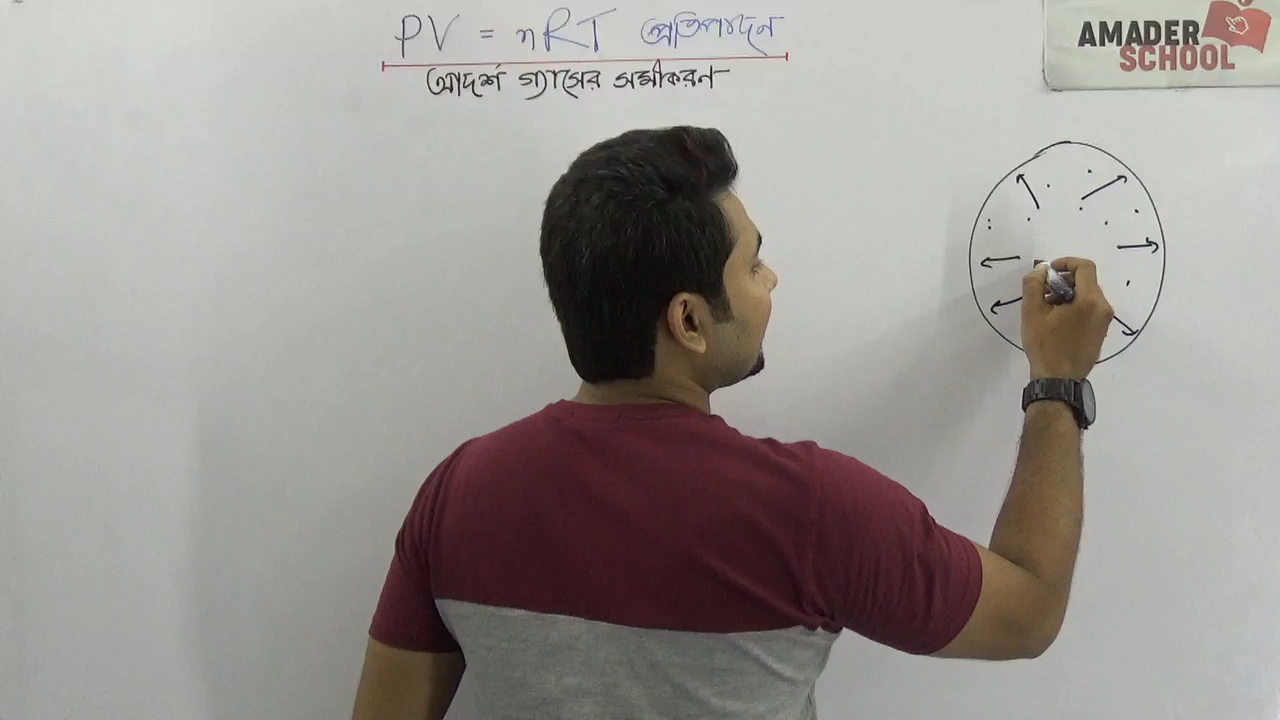 PV = nRT প্রতিপাদন
আদর্শ গ্যাসের সমীকরণ
AMADER
SCHOOL